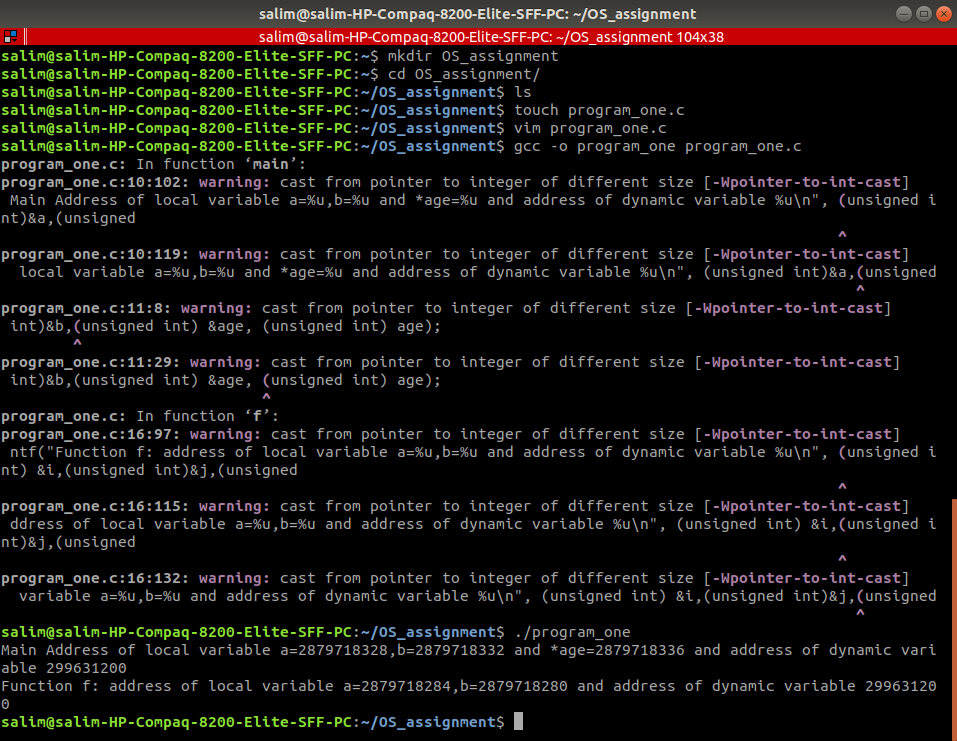 salim@salim-HP-Compaq-8200-Elite-SFF-PC: ~/OS_assignment
salim@salim-HP-Compaq-8200-Elite-SFF-PC: ~/OS_assignment 104x38
salim@salim-HP-Compaq-8200-Elite-SFF-PC:~$ mkdir OS_assignment
salim@salim-HP-Compaq-8200-Elite-SFF-PC:~$ cd OS_assignment/
salim@salim-HP-Compaq-8200-Elite-SFF-PC:~/OS_assignment$ ls
salim@salim-HP-Compaq-8200-Elite-SFF-PC:~/OS_assignment$ touch program_one.c
salim@salim-HP-Compaq-8200-Elite-SFF-PC:~/OS_assignment$ vim program_one.c
salim@salim-HP-Compaq-8200-Elite-SFF-PC:~/OS_assignment$ gcc -o program_one program_one.c
program_one.c: In function ‘main’:
program_one.c:10:102: warning: cast from pointer to integer of different size [-Wpointer-to-int-cast]
 Main Address of local variable a=%u,b=%u and *age=%u and address of dynamic variable %u\n", (unsigned i
nt)&a,(unsigned
^
program_one.c:10:119: warning: cast from pointer to integer of different size [-Wpointer-to-int-cast]
  local variable a=%u,b=%u and *age=%u and address of dynamic variable %u\n", (unsigned int)&a,(unsigned
^
program_one.c:11:8: warning: cast from pointer to integer of different size [-Wpointer-to-int-cast]
 int)&b,(unsigned int) &age, (unsigned int) age);
^
program_one.c:11:29: warning: cast from pointer to integer of different size [-Wpointer-to-int-cast]
 int)&b,(unsigned int) &age, (unsigned int) age);
^
program_one.c: In function ‘f’:
program_one.c:16:97: warning: cast from pointer to integer of different size [-Wpointer-to-int-cast]
 ntf("Function f: address of local variable a=%u,b=%u and address of dynamic variable %u\n", (unsigned i
nt) &i,(unsigned int)&j,(unsigned
^
program_one.c:16:115: warning: cast from pointer to integer of different size [-Wpointer-to-int-cast]
 ddress of local variable a=%u,b=%u and address of dynamic variable %u\n", (unsigned int) &i,(unsigned i
nt)&j,(unsigned
^
program_one.c:16:132: warning: cast from pointer to integer of different size [-Wpointer-to-int-cast]
  variable a=%u,b=%u and address of dynamic variable %u\n", (unsigned int) &i,(unsigned int)&j,(unsigned
^
salim@salim-HP-Compaq-8200-Elite-SFF-PC:~/OS_assignment$ ./program_one
Main Address of local variable a=2879718328,b=2879718332 and *age=2879718336 and address of dynamic vari
able 299631200
Function f: address of local variable a=2879718284,b=2879718280 and address of dynamic variable 29963120
0
salim@salim-HP-Compaq-8200-Elite-SFF-PC:~/OS_assignment$